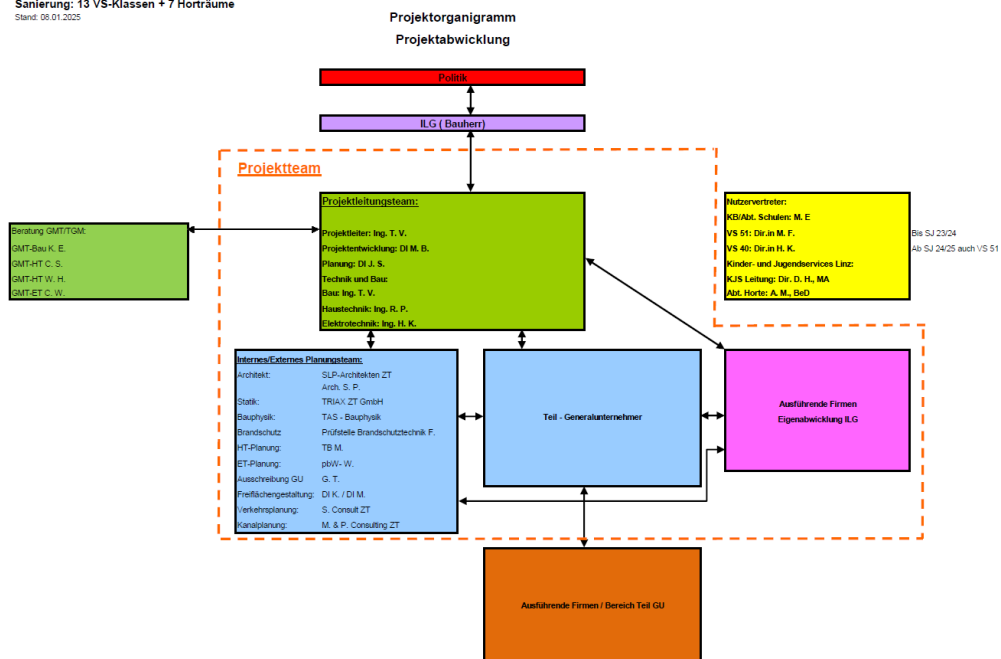 Sanierung: 13 VS-Klassen + 7 Horträume
Stand: 08.01.2025
Projektorganigramm
Projektabwicklung
Politik
ILG ( Bauherr)
Projektteam
Projektleitungsteam:
Projektleiter: Ing. T. V.
Projektentwicklung: DI M. B.
Planung: DI J. S.
Technik und Bau:
Bau: Ing. T. V.
Haustechnik: Ing. R. P.
Elektrotechnik: Ing. H. K.
Beratung GMT/TGM:
GMT-Bau K. E.
GMT-HT C. S.
GMT-HT W. H.
GMT-ET C. W.
Nutzervertreter:
KB/Abt. Schulen: M. E
VS 51: Dir.in M. F.
VS 40: Dir.in H. K.
Kinder- und Jugendservices Linz:
KJS Leitung: Dir. D. H., MA
Abt. Horte: A. M., BeD
Bis SJ 23/24
Ab SJ 24/25 auch VS 51
Internes/Externes Planungsteam:
Architekt: SLP-Architekten ZT
Arch. S. P.
Statik: TRIAX ZT GmbH
Bauphysik: TAS - Bauphysik
Brandschutz Prüfstelle Brandschutztechnik F.
HT-Planung: TB M.
ET-Planung: pbW- W.
Ausschreibung GU G. T.
Freiflächengestaltung: DI K. / DI M.
Verkehrsplanung: S. Consult ZT
Kanalplanung: M. & P. Consulting ZT
Teil - Generalunternehmer
Ausführende Firmen
Eigenabwicklung ILG
Ausführende Firmen / Bereich Teil GU